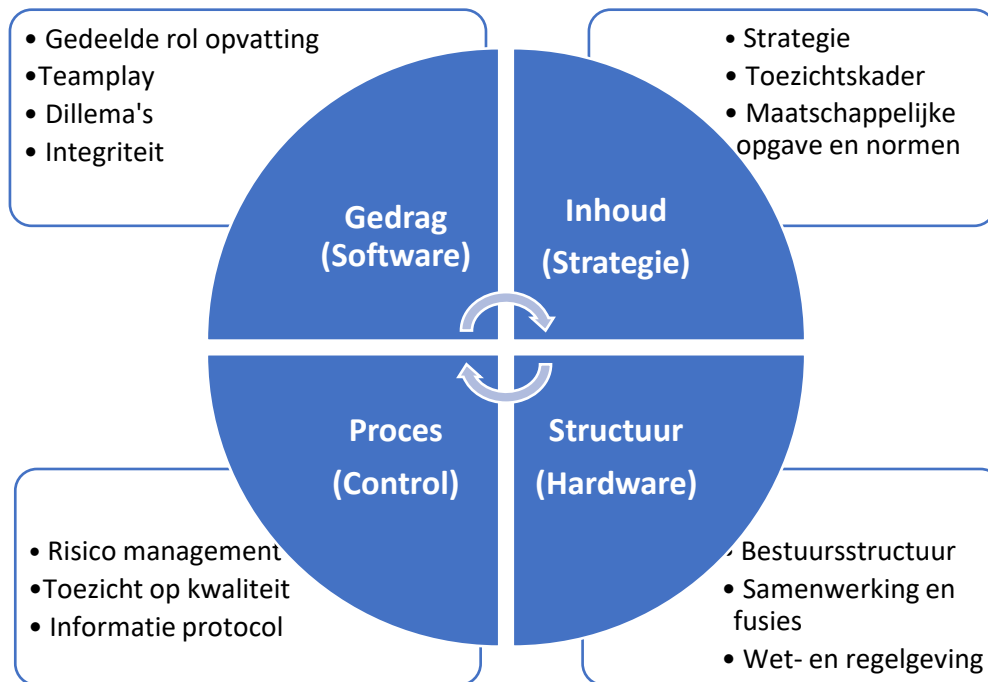 • Gedeelde rol opvatting
•Teamplay
• Dillema's
• Integriteit
• Strategie
• Toezichtskader
• Maatschappelijke
opgave en normen
Gedrag
(Software)
Inhoud
(Strategie)
Proces
(Control)
Structuur
(Hardware)
• Risico management
•Toezicht op kwaliteit
• Informatie protocol
• Bestuursstructuur
• Samenwerking en
fusies
• Wet- en regelgeving